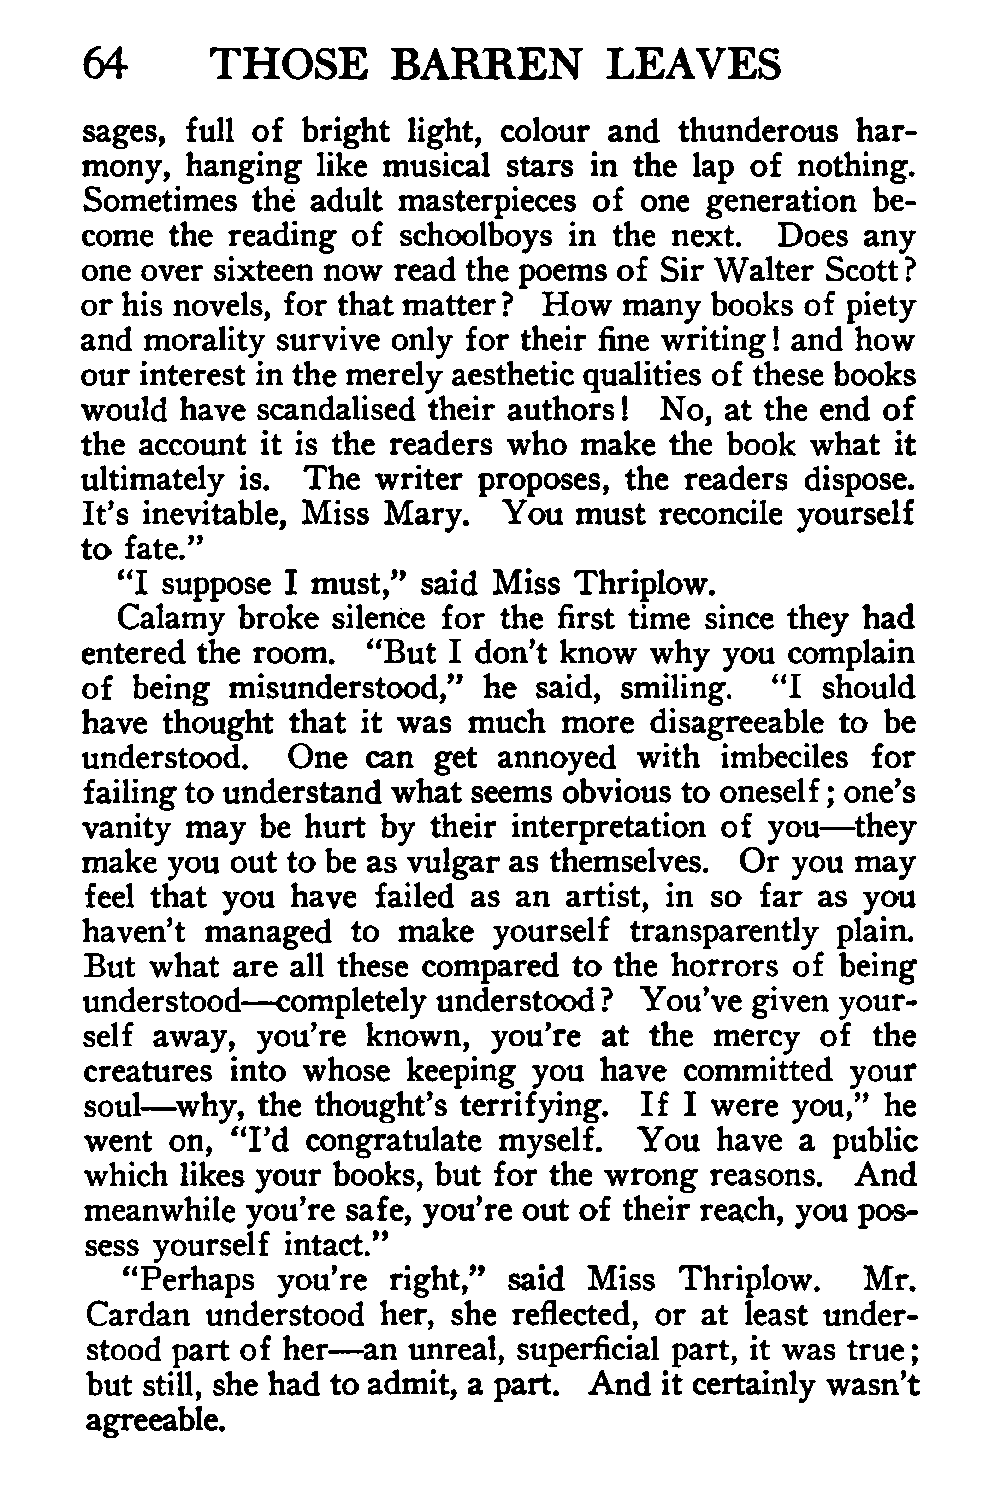 64 THOSE BARREN LEAVES
sages, full of bright light, colour and thunderous har-
mony, hanging like musical stars in the lap of nothing.
Sometimes the adult masterpieces of one generation be-
come the reading of schoolboys in the next. Does any
one over sixteen now read the poems of Sir Walter Scott?
or his novels, for that matter? How many books of piety
and morality survive only for their fine writing! and how
our interest in the merely aesthetic qualities of these books
would have scandalised their authors! No, at the end of
the account it is the readers who make the book what it
ultimately is. The writer proposes, the readers dispose.
It's inevitable, Miss Mary. You must reconcile yourself
to fate."
"I suppose I must," said Miss Thriplow.
Calamy broke silence for the first time since they had
entered the room. "But I don't know why you complain
of being misunderstood," he said, smiling. "I should
have thought that it was much more disagreeable to be
understood. One can get annoyed with imbeciles for
failing to understand what seems obvious to oneself; one's
vanity may be hurt by their interpretation of you—they
make you out to be as vulgar as themselves. Or you may
feel that you have failed as an artist, in so far as you
haven't managed to make yourself transparently plain.
But what are all these compared to the horrors of being
understood—completely understood? You've given your-
self away, you're known, you're at the mercy of the
creatures into whose keeping you have committed your
soul—why, the thought's terrifying. If I were you," he
went on, "I'd congratulate myself. You have a public
which likes your books, but for the wrong reasons. And
meanwhile you're safe, you're out of their reach, you pos-
sess yourself intact."
"Perhaps you're right," said Miss Thriplow. Mr.
Cardan understood her, she reflected, or at least under-
stood part of her—an unreal, superficial part, it was true;
but still, she had to admit, a part. And it certainly wasn't
agreeable.